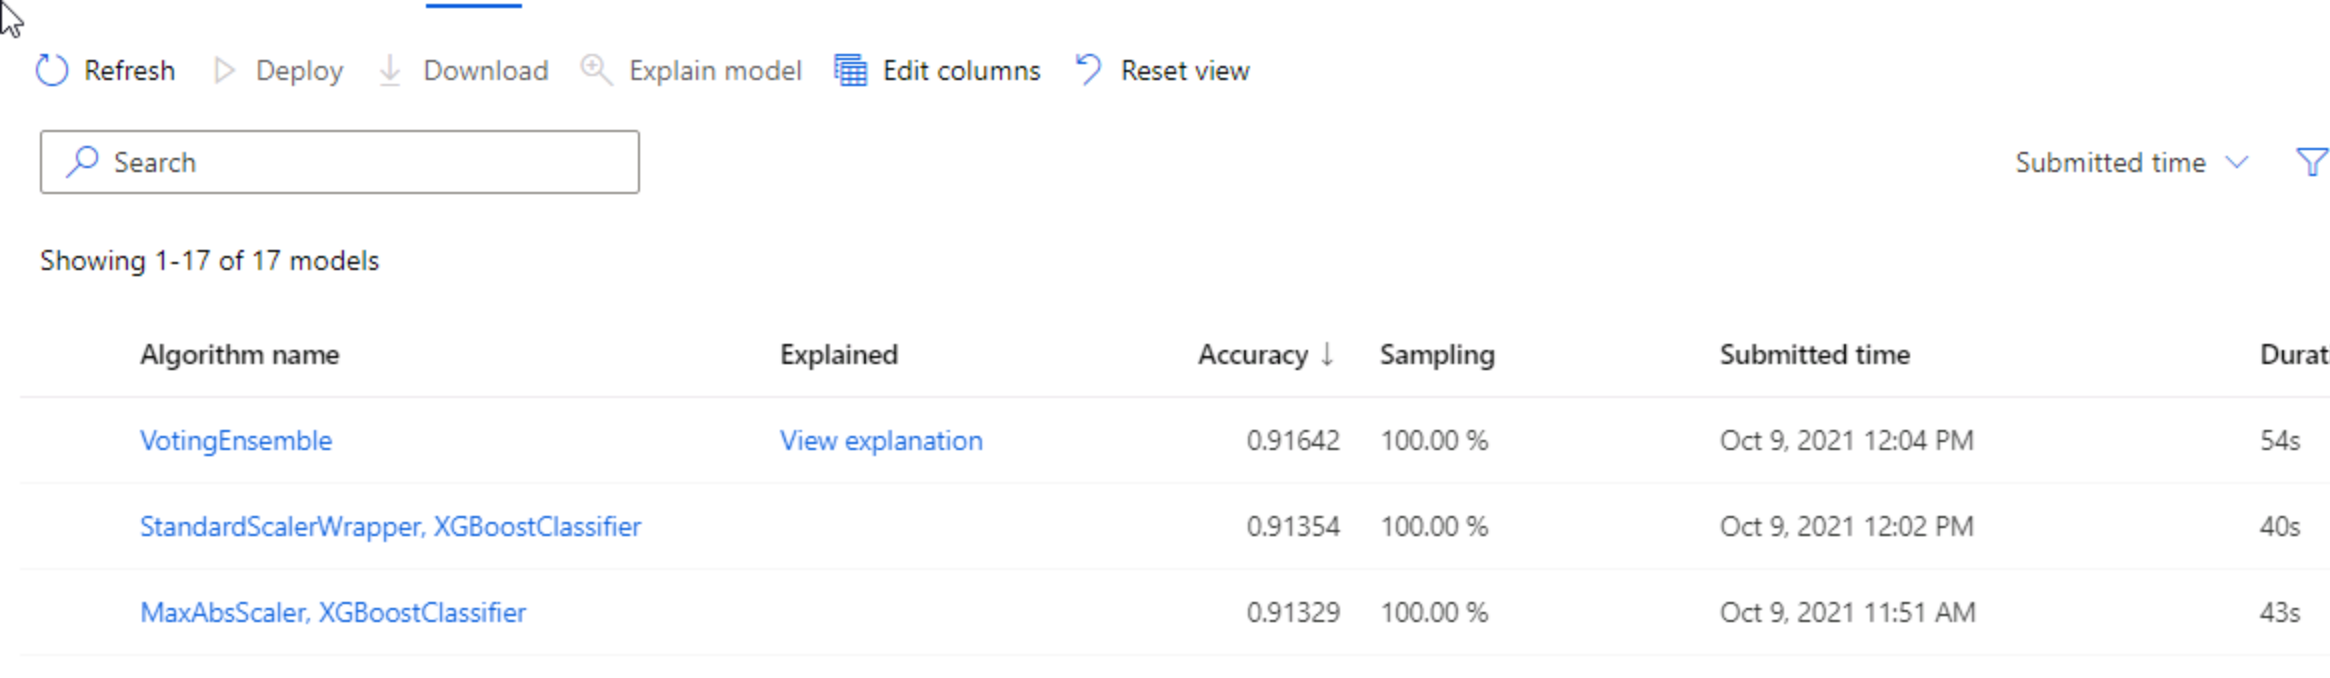 Refresh Deploy Download Explain model Edit columns Reset view
Search Submitted time
Showing 1-17 of 17 models
Algorithm name Explained Accuracy ↓ Sampling Submitted time Durat
VotingEnsemble View explanation 0.91642 100.00 % Oct 9, 2021 12:04 PM 54s
StandardScalerWrapper, XGBoostClassifier 0.91354 100.00 % Oct 9, 2021 12:02 PM 40s
MaxAbsScaler, XGBoostClassifier 0.91329 100.00 % Oct 9, 2021 11:51 AM 43s